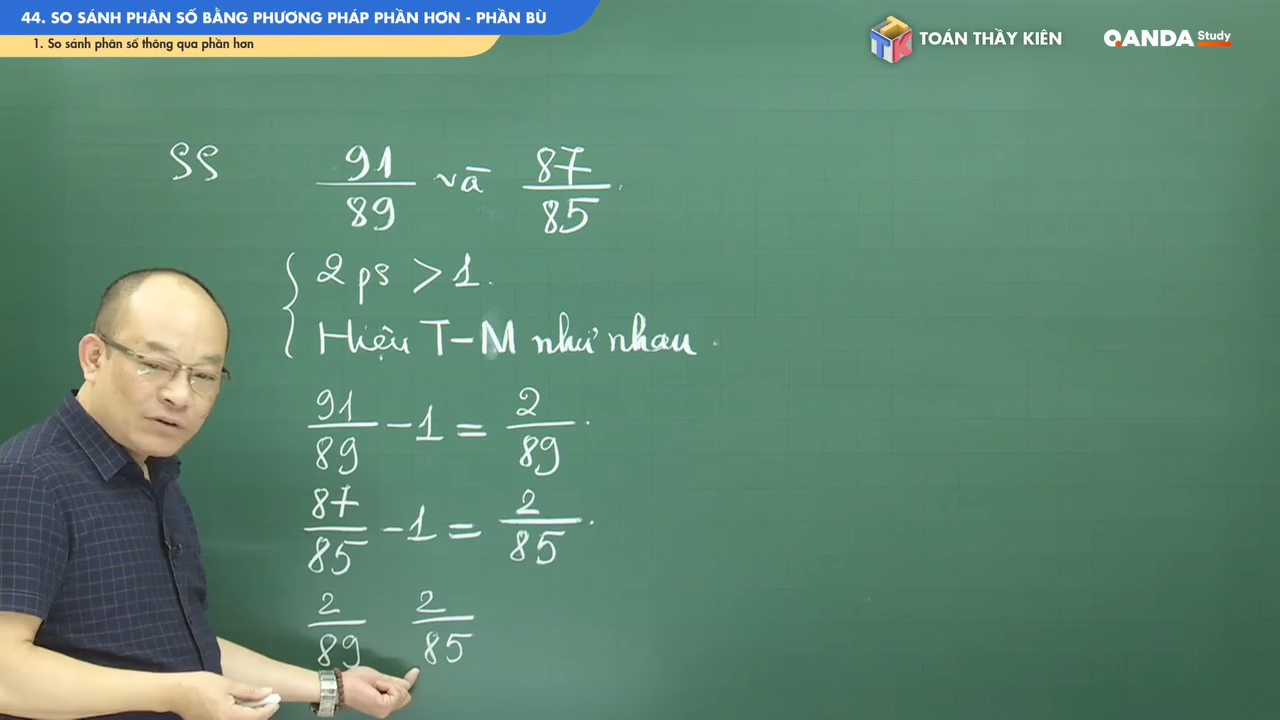 44. SO SÁNH PHÂN SỐ BẰNG PHƯƠNG PHÁP PHẦN HƠN - PHẦN BÙ
1. So sánh phân số thông qua phần hơn
TTK TOÁN THẦY KIÊN QANDA Study
SS 91/89 và 87/85
2 ps > 1.
Hiệu T-M như nhau.
91/89 - 1 = 2/89.
87/85 - 1 = 2/85.
2/89 2/85